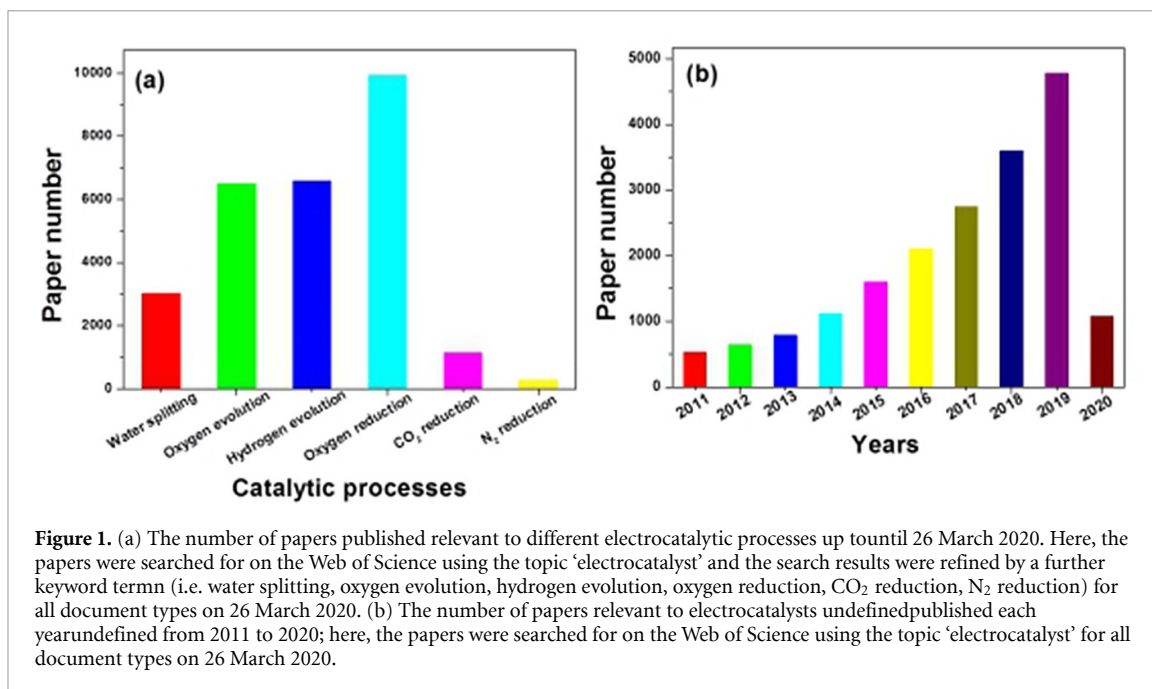 (a)
10000
8000
6000
4000
2000
0
Paper number
Water splitting
Oxygen evolution
Hydrogen evolution
Oxygen reduction
CO₂ reduction
N₂ reduction
Catalytic processes
(b)
5000
4000
3000
2000
1000
0
Paper number
2011
2012
2013
2014
2015
2016
2017
2018
2019
2020
Years
Figure 1. (a) The number of papers published relevant to different electrocatalytic processes up tountil 26 March 2020. Here, the
papers were searched for on the Web of Science using the topic ‘electrocatalyst’ and the search results were refined by a further
keyword termn (i.e. water splitting, oxygen evolution, hydrogen evolution, oxygen reduction, CO₂ reduction, N₂ reduction) for
all document types on 26 March 2020. (b) The number of papers relevant to electrocatalysts undefinedpublished each
yearundefined from 2011 to 2020; here, the papers were searched for on the Web of Science using the topic ‘electrocatalyst’ for all
document types on 26 March 2020.